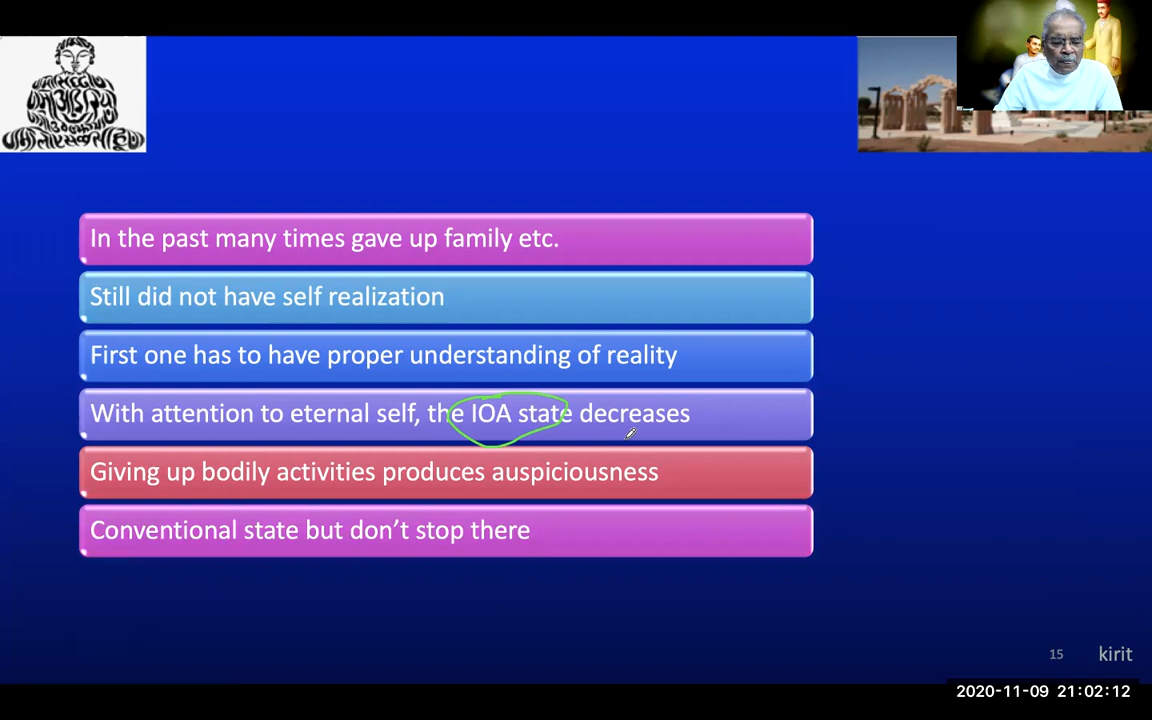 In the past many times gave up family etc.
Still did not have self realization
First one has to have proper understanding of reality
With attention to eternal self, the IOA state decreases
Giving up bodily activities produces auspiciousness
Conventional state but don’t stop there
15 kirit
2020-11-09 21:02:12